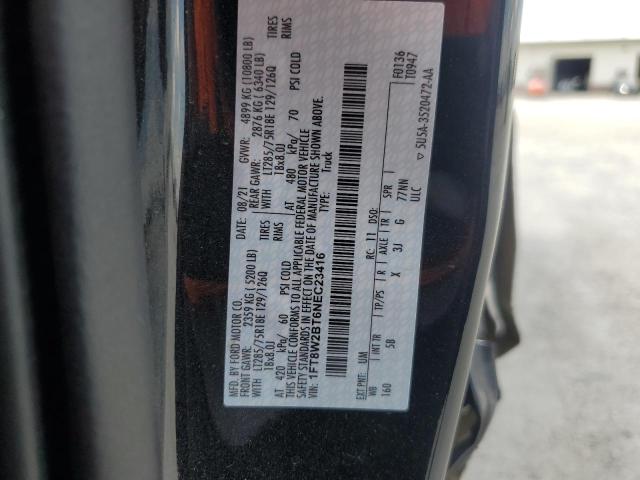 MFD. BY FORD MOTOR CO.
DATE: 08/21 GVWR: 4899 KG (10800 LB)
FRONT GAWR: 2359 KG ( 5200 LB) REAR GAWR: 2876 KG ( 6340 LB)
WITH LT285/75R18E 129/126Q TIRES WITH LT285/75R18E 129/126Q TIRES
18x8.0J RIMS 18x8.0J RIMS
AT 420 kPa/ 60 PSI COLD AT 480 kPa/ 70 PSI COLD
THIS VEHICLE CONFORMS TO ALL APPLICABLE FEDERAL MOTOR VEHICLE
SAFETY STANDARDS IN EFFECT ON THE DATE OF MANUFACTURE SHOWN ABOVE.
VIN: 1FT8W2BT6NEC23416
TYPE: Truck
F0136
T0947
EXT PNT: UM RC: 11 DSO:
WB INT TR TP/PS R AXLE TR SPR
160 5B X 3J G 77NN
ULC
5U5A-3520472-AA